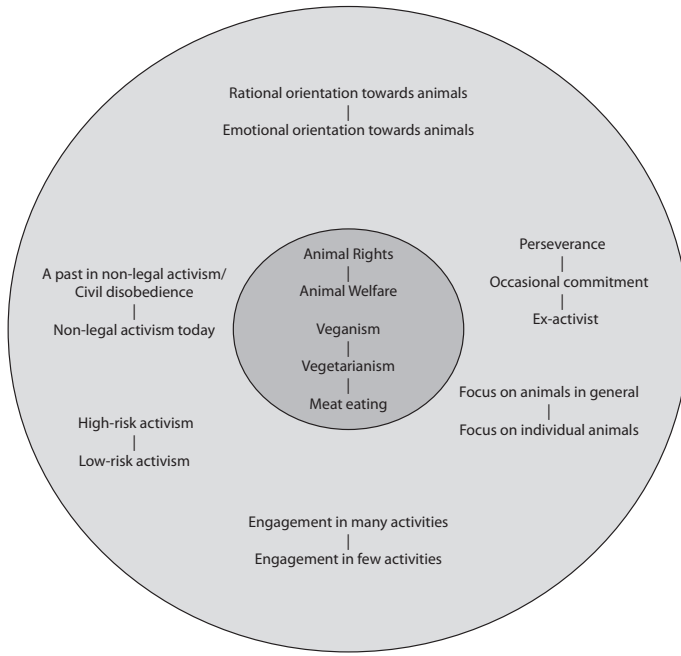 Rational orientation towards animals
|
Emotional orientation towards animals
A past in non-legal activism/
Civil disobedience
|
Non-legal activism today
High-risk activism
|
Low-risk activism
Animal Rights
|
Animal Welfare
Veganism
|
Vegetarianism
|
Meat eating
Perseverance
|
Occasional commitment
|
Ex-activist
Focus on animals in general
|
Focus on individual animals
Engagement in many activities
|
Engagement in few activities